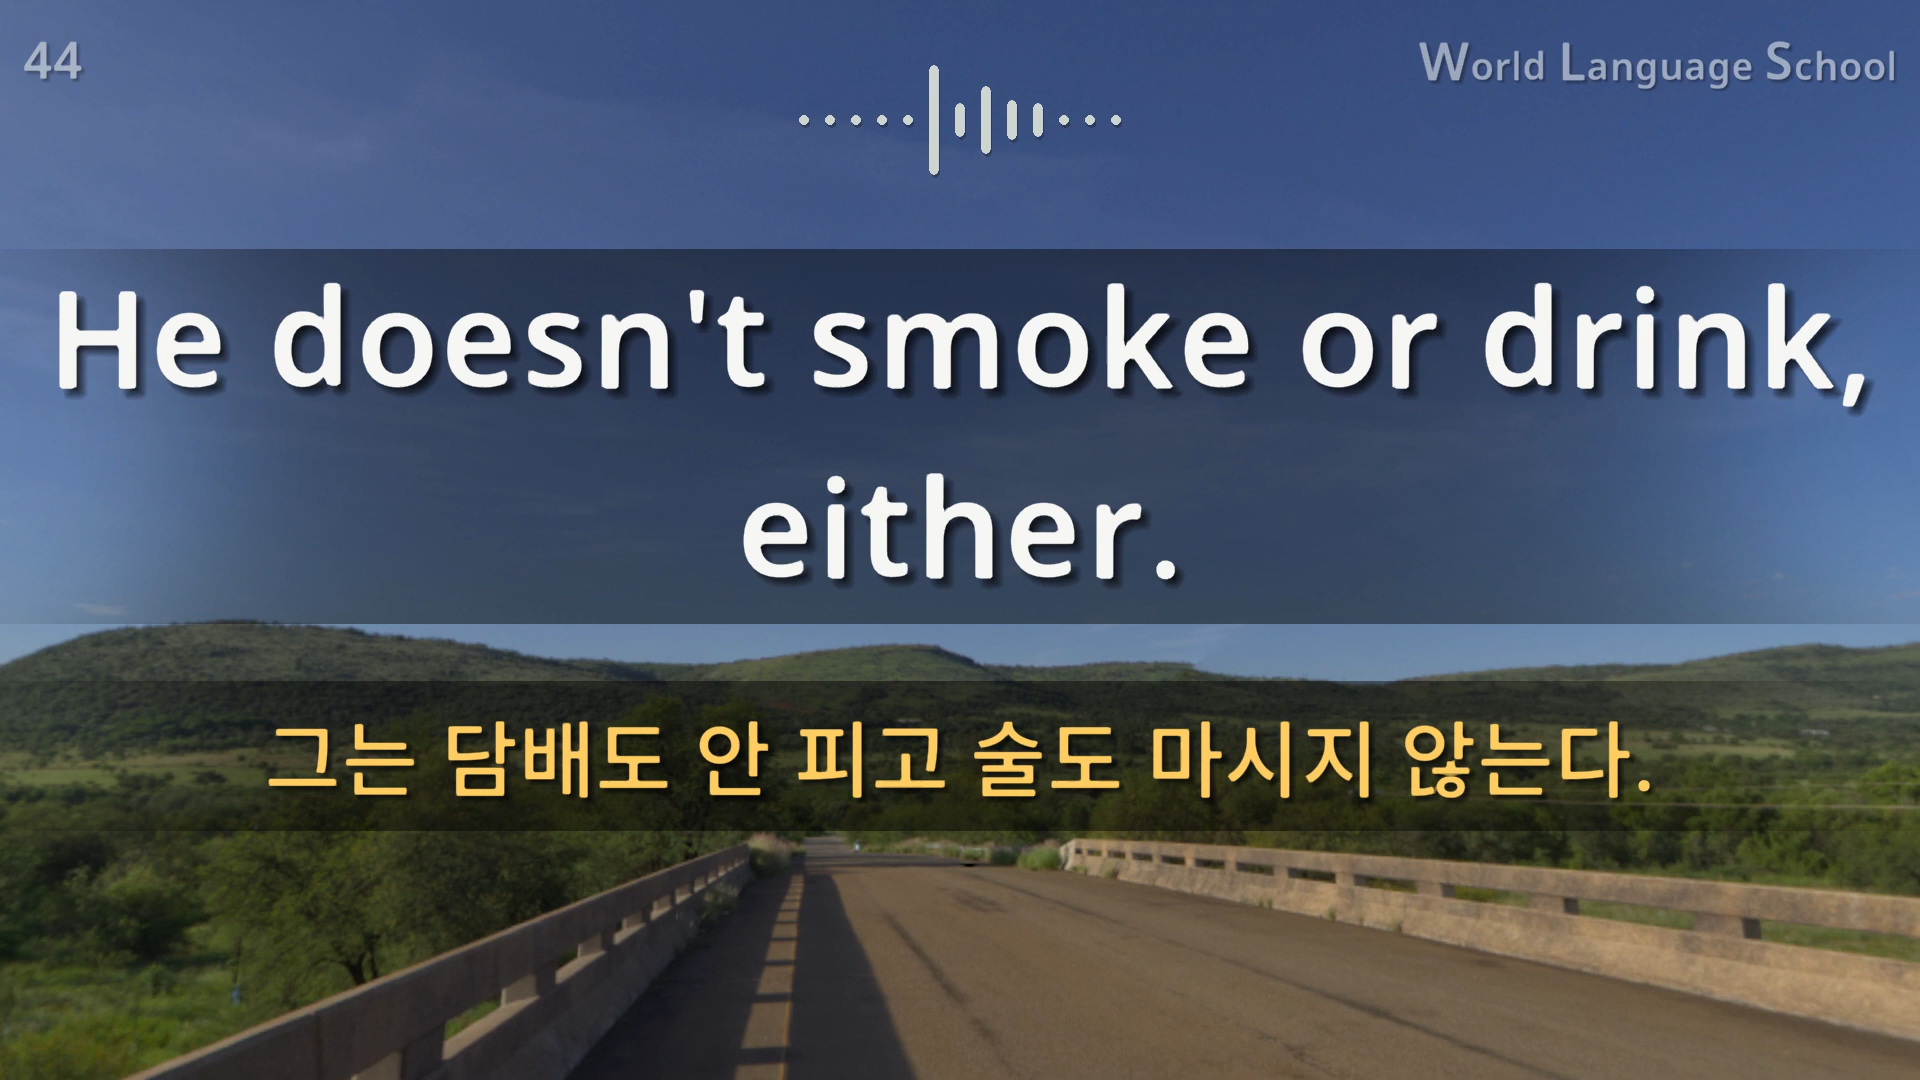 44
World Language School
He doesn't smoke or drink,
either.
그는 담배도 안 피고 술도 마시지 않는다.